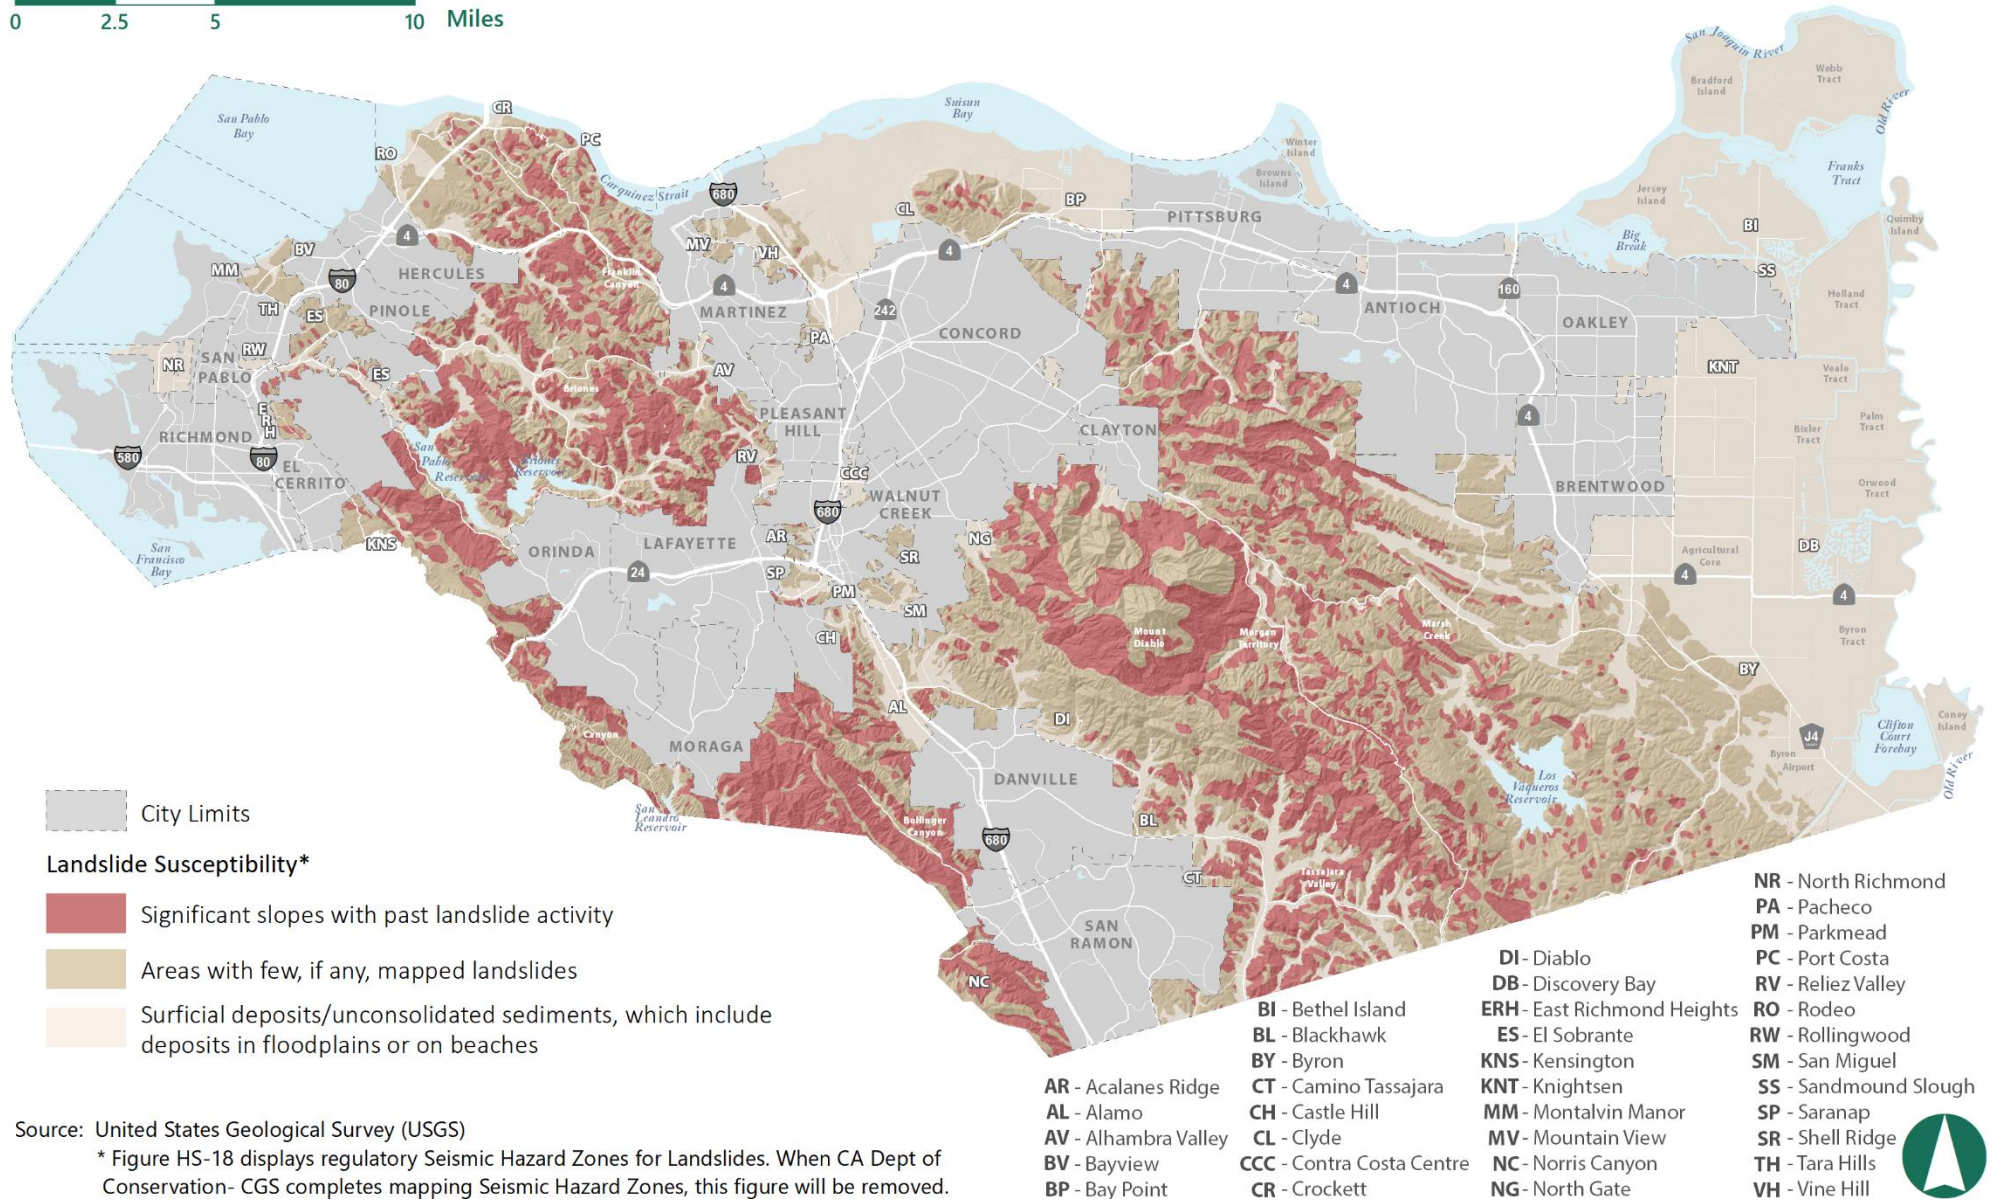 0 2.5 5 10 Miles
San Pablo
Bay
CR
PC
RO
Carquinez Strait
680
Suisun
Bay
Winter
Island
Browns
Island
San Joaquin River
Bradford
Island
Webb
Tract
Old River
Franks
Tract
Jersey
Island
BI
Quimby
Island
Big
Break
SS
Holland
Tract
BV
MM
4
80
HERCULES
TH
ES
PINOLE
Franklin
Canyon
MV
VH
4
MARTINEZ
CL
4
BP
PITTSBURG
242
CONCORD
PA
4
ANTIOCH
160
OAKLEY
KNT
Veale
Tract
NR
SAN
PABLO
RW
ES
Briones
AV
PLEASANT
HILL
CLAYTON
4
Palm
Tract
Bixler
Tract
E
R
H
RICHMOND
580
80
EL
CERRITO
San
Pablo
Reservoir
Briones
Reservoir
RV
CCC
WALNUT
CREEK
680
BRENTWOOD
Orwood
Tract
San
Francisco
Bay
KNS
ORINDA
LAFAYETTE
24
AR
SP
PM
SR
SM
NG
Agricultural
Core
4
DB
4
Byron
Tract
CH
Mount
Diablo
Morgan
Territory
Marsh
Creek
BY
AL
DI
Canyon
MORAGA
DANVILLE
J4
Byron
Airport
Clifton
Court
Forebay
Coney
Island
Old River
Los
Vaqueros
Reservoir
San
Leandro
Reservoir
Bollinger
Canyon
680
BL
CT
Tassajara
Valley
SAN
RAMON
NC
City Limits
Landslide Susceptibility*
Significant slopes with past landslide activity
Areas with few, if any, mapped landslides
Surficial deposits/unconsolidated sediments, which include
deposits in floodplains or on beaches
Source: United States Geological Survey (USGS)
* Figure HS-18 displays regulatory Seismic Hazard Zones for Landslides. When CA Dept of
Conservation- CGS completes mapping Seismic Hazard Zones, this figure will be removed.
AR - Acalanes Ridge
AL - Alamo
AV - Alhambra Valley
BV - Bayview
BP - Bay Point
BI - Bethel Island
BL - Blackhawk
BY - Byron
CT - Camino Tassajara
CH - Castle Hill
CL - Clyde
CCC - Contra Costa Centre
CR - Crockett
DI - Diablo
DB - Discovery Bay
ERH - East Richmond Heights
ES - El Sobrante
KNS - Kensington
KNT - Knightsen
MM - Montalvin Manor
MV - Mountain View
NC - Norris Canyon
NG - North Gate
NR - North Richmond
PA - Pacheco
PM - Parkmead
PC - Port Costa
RV - Reliez Valley
RO - Rodeo
RW - Rollingwood
SM - San Miguel
SS - Sandmound Slough
SP - Saranap
SR - Shell Ridge
TH - Tara Hills
VH - Vine Hill